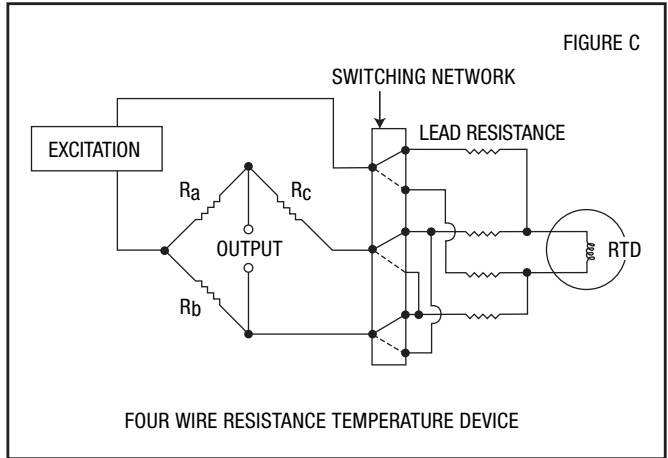 FIGURE C
SWITCHING NETWORK
LEAD RESISTANCE
EXCITATION
Ra
Rc
OUTPUT
RTD
Rb
FOUR WIRE RESISTANCE TEMPERATURE DEVICE